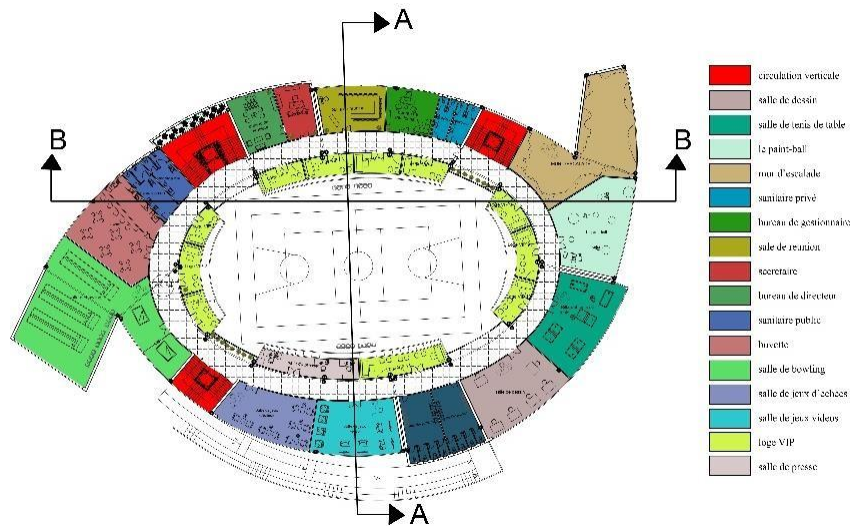 A
B
B
A
circulation verticale
salle de dessin
salle de tenis de table
le paint-ball
mur d'escalade
sanitaire privé
bureau de gestionnaire
sale de reunion
secretaire
bureau de directeur
sanitaire public
buvette
salle de bowling
salle de jeux d'echecs
salle de jeux videos
loge VIP
salle de presse